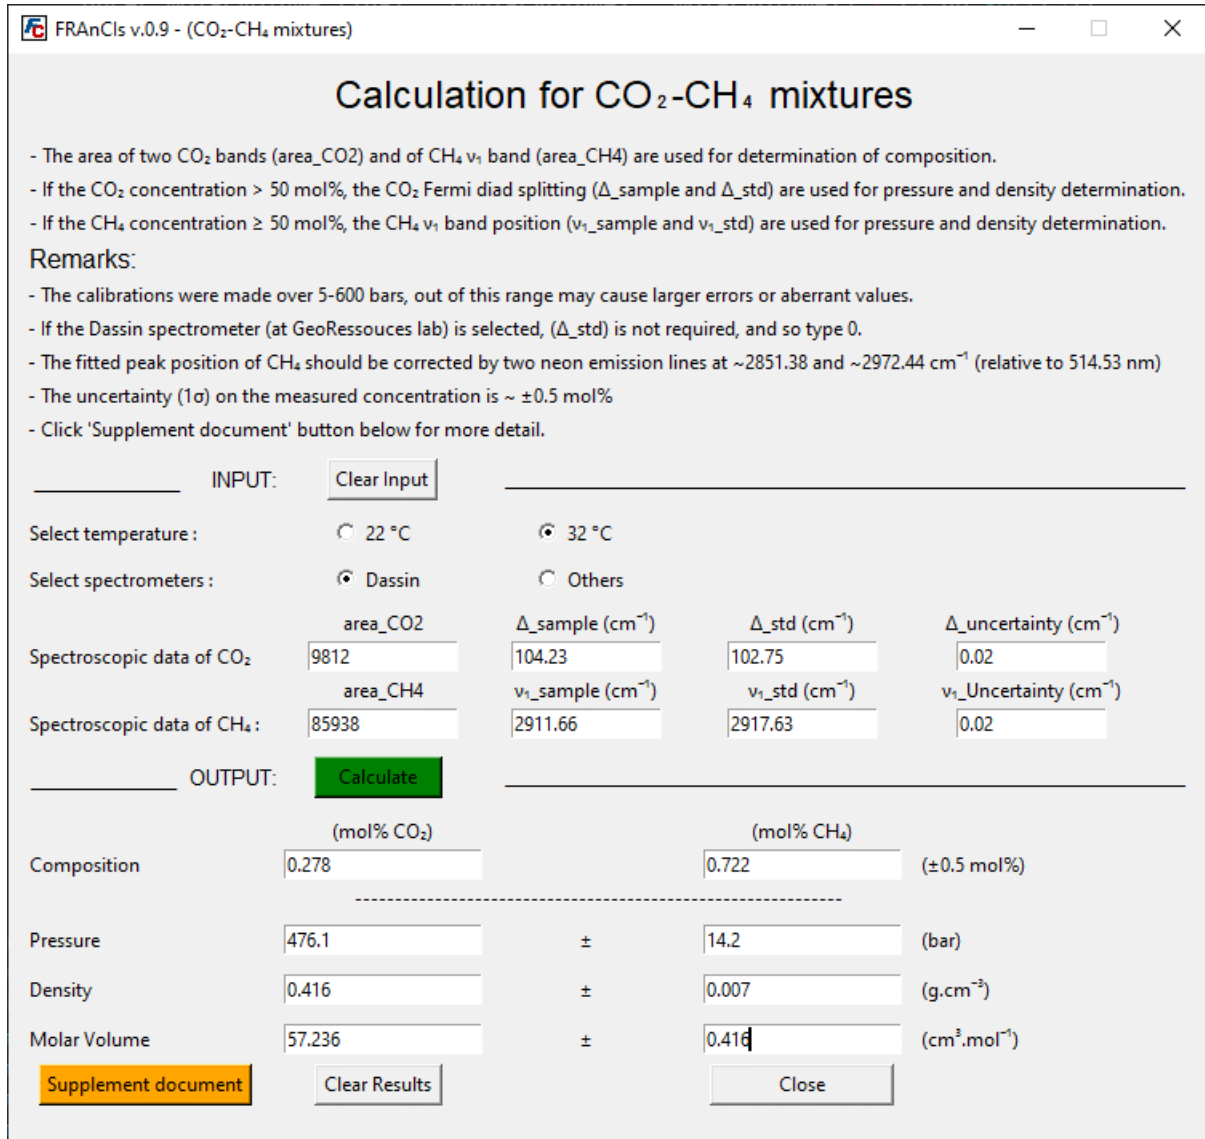 FRAnCIs v.0.9 - (CO₂-CH₄ mixtures)
Calculation for CO₂-CH₄ mixtures
- The area of two CO₂ bands (area_CO2) and of CH₄ ν₁ band (area_CH4) are used for determination of composition.
- If the CO₂ concentration > 50 mol%, the CO₂ Fermi diad splitting (Δ_sample and Δ_std) are used for pressure and density determination.
- If the CH₄ concentration ≥ 50 mol%, the CH₄ ν₁ band position (ν₁_sample and ν₁_std) are used for pressure and density determination.
Remarks:
- The calibrations were made over 5-600 bars, out of this range may cause larger errors or aberrant values.
- If the Dassin spectrometer (at GeoRessouces lab) is selected, (Δ_std) is not required, and so type 0.
- The fitted peak position of CH₄ should be corrected by two neon emission lines at ~2851.38 and ~2972.44 cm⁻¹ (relative to 514.53 nm)
- The uncertainty (1σ) on the measured concentration is ~ ±0.5 mol%
- Click 'Supplement document' button below for more detail.
INPUT: Clear Input
Select temperature : 22 °C 32 °C
Select spectrometers : Dassin Others
area_CO2 Δ_sample (cm⁻¹) Δ_std (cm⁻¹) Δ_uncertainty (cm⁻¹)
Spectroscopic data of CO₂ 9812 104.23 102.75 0.02
area_CH4 ν₁_sample (cm⁻¹) ν₁_std (cm⁻¹) ν₁_Uncertainty (cm⁻¹)
Spectroscopic data of CH₄ : 85938 2911.66 2917.63 0.02
OUTPUT: Calculate
(mol% CO₂) (mol% CH₄)
Composition 0.278 0.722 (±0.5 mol%)
------------------------------------------------------------
Pressure 476.1 ± 14.2 (bar)
Density 0.416 ± 0.007 (g.cm⁻³)
Molar Volume 57.236 ± 0.416 (cm³.mol⁻¹)
Supplement document Clear Results Close